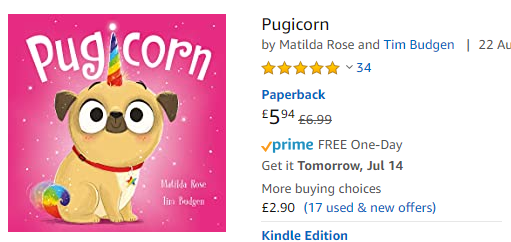 Pugicorn
Matilda Rose
Tim Budgen
Pugicorn
by Matilda Rose and Tim Budgen | 22 Au
34
Paperback
£5 94 £6.99
prime FREE One-Day
Get it Tomorrow, Jul 14
More buying choices
£2.90 (17 used & new offers)
Kindle Edition